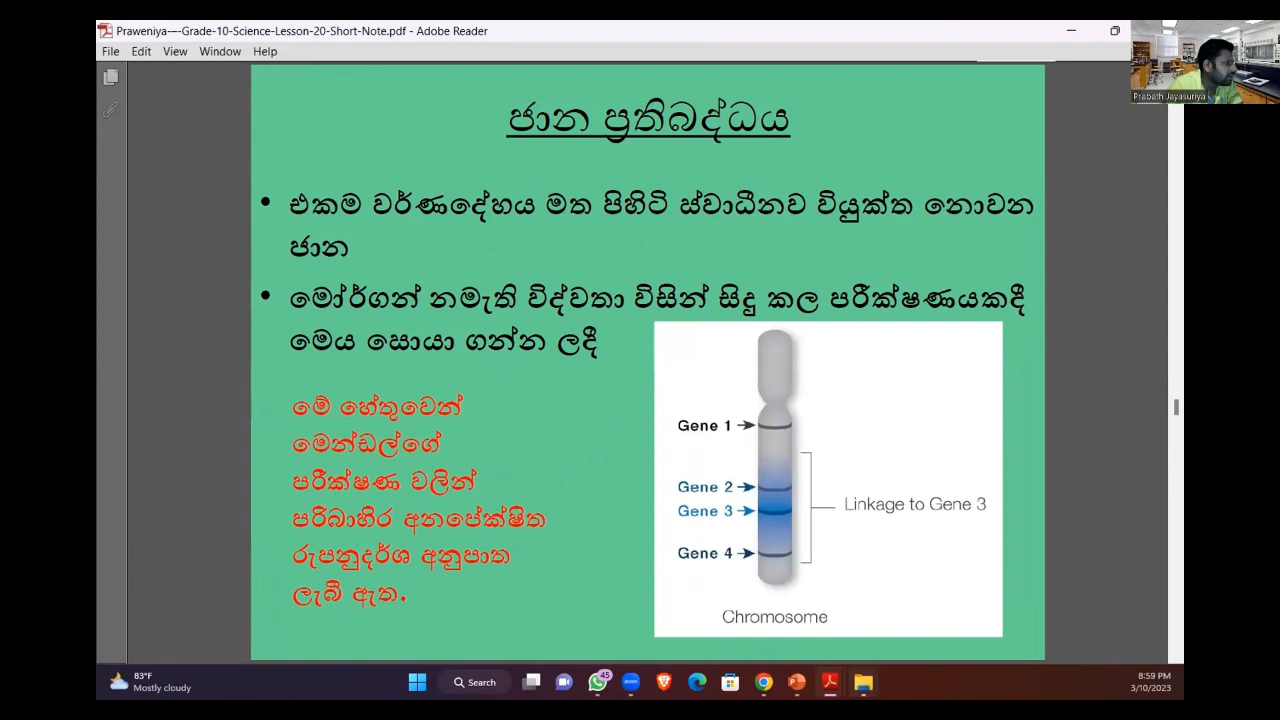 Praweniya-–-Grade-10-Science-Lesson-20-Short-Note.pdf - Adobe Reader
File Edit View Window Help
Prabath Jayasuriya
ජාන ප්‍රතිබද්ධය
• එකම වර්ණදේහය මත පිහිටි ස්වාධීනව වියුක්ත නොවන
ජාන
• මෝර්ගන් නමැති විද්වතා විසින් සිදු කල පරීක්ෂණයකදී
මෙය සොයා ගන්න ලදී
මේ හේතුවෙන්
මෙන්ඩල්ගේ
පරීක්ෂණ වලින්
පරිබාහිර අනපේක්ෂිත
රුපනුදර්ශ අනුපාත
ලැබී ඇත.
Gene 1
Gene 2
Gene 3
Linkage to Gene 3
Gene 4
Chromosome
83°F
Mostly cloudy
Search
45
zoom
8:59 PM
3/10/2023